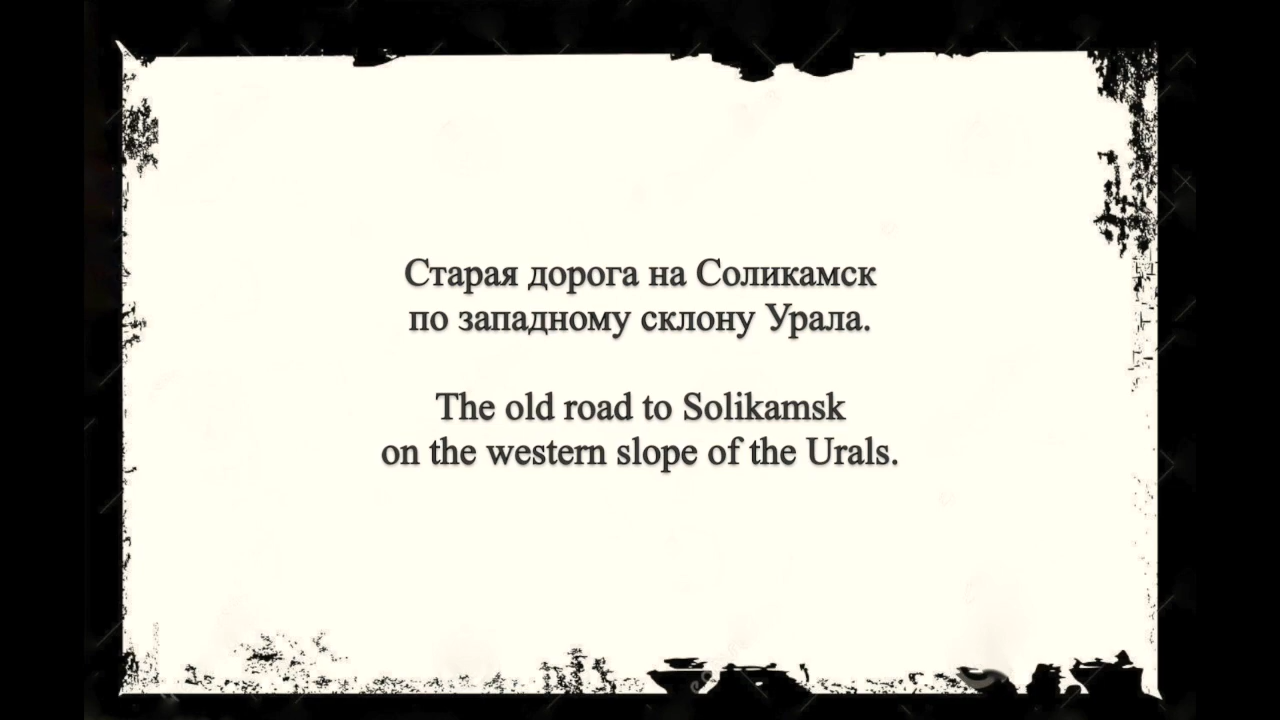 Старая дорога на Соликамск
по западному склону Урала.
The old road to Solikamsk
on the western slope of the Urals.